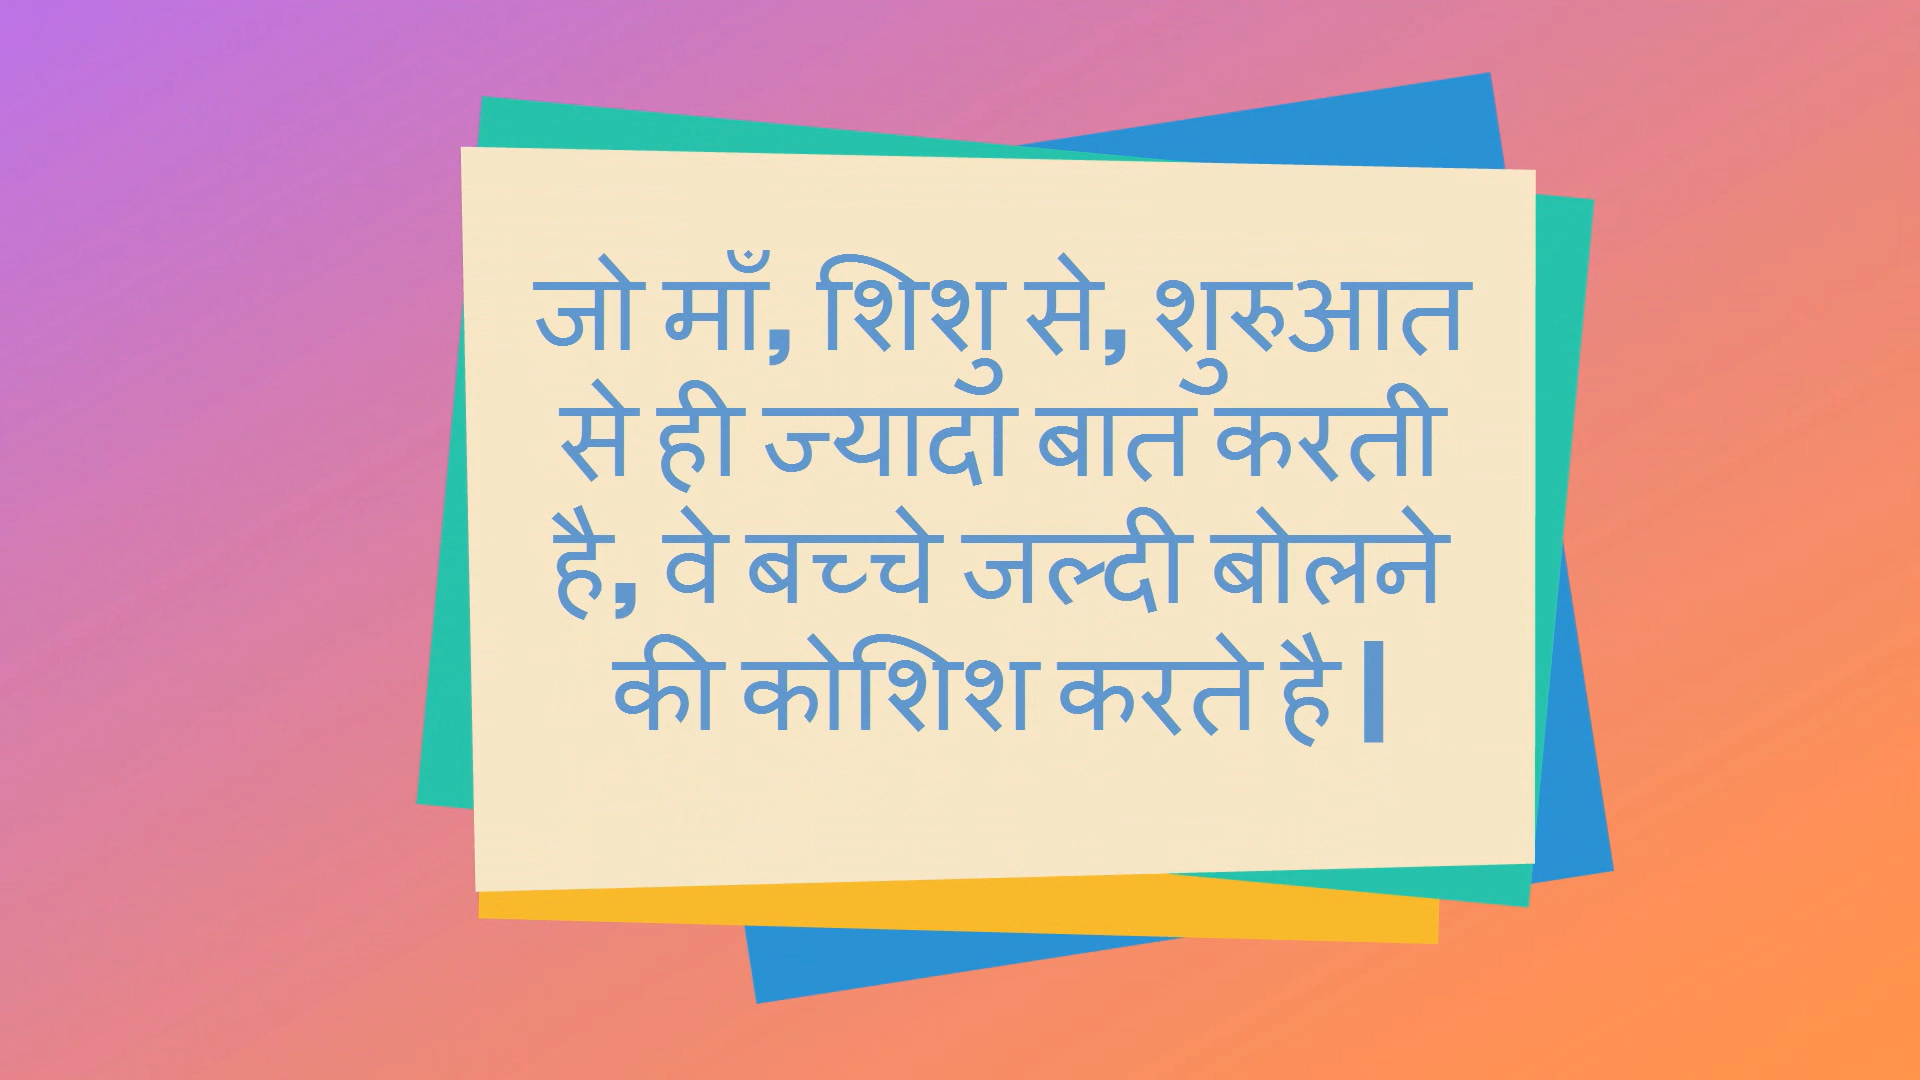 जो माँ, शिशु से, शुरुआत
से ही ज्यादा बात करती
है, वे बच्चे जल्दी बोलने
की कोशिश करते है |